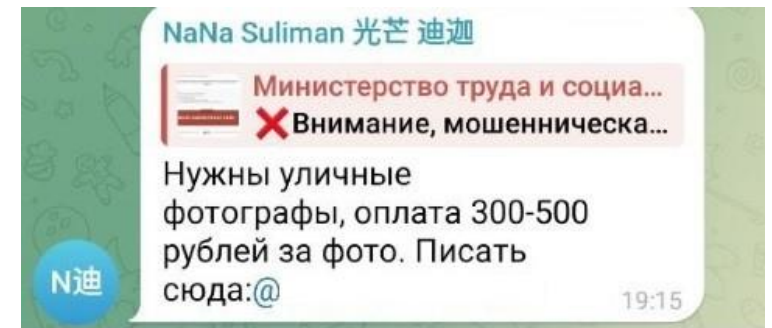 NaNa Suliman 光芒 迪迦
Министерство труда и социа...
❌Внимание, мошенническа...
Нужны уличные
фотографы, оплата 300-500
рублей за фото. Писать
сюда:@
19:15
N迪